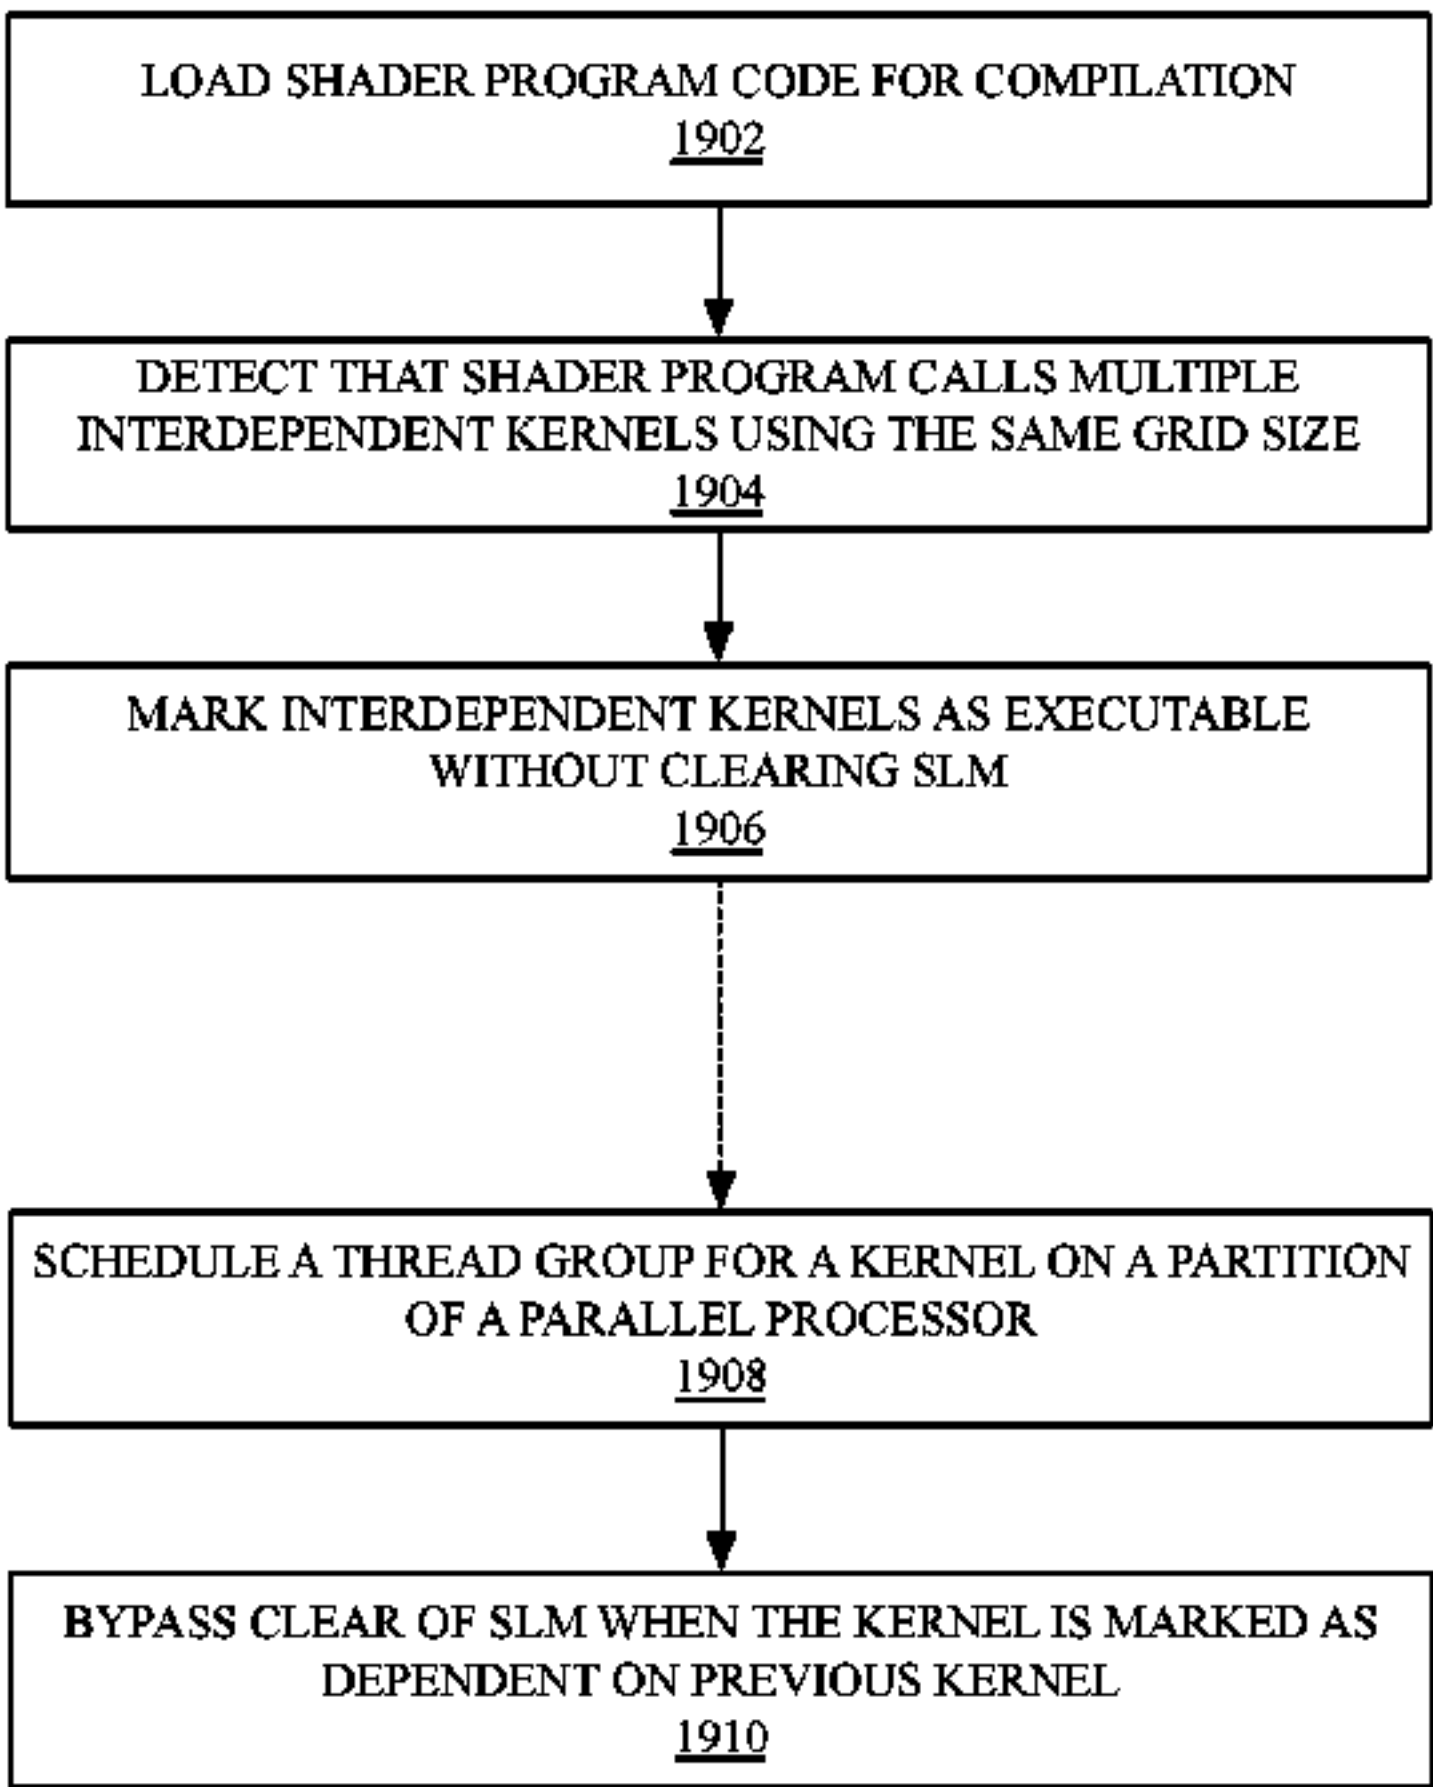 LOAD SHADER PROGRAM CODE FOR COMPILATION
1902
DETECT THAT SHADER PROGRAM CALLS MULTIPLE
INTERDEPENDENT KERNELS USING THE SAME GRID SIZE
1904
MARK INTERDEPENDENT KERNELS AS EXECUTABLE
WITHOUT CLEARING SLM
1906
SCHEDULE A THREAD GROUP FOR A KERNEL ON A PARTITION
OF A PARALLEL PROCESSOR
1908
BYPASS CLEAR OF SLM WHEN THE KERNEL IS MARKED AS
DEPENDENT ON PREVIOUS KERNEL
1910